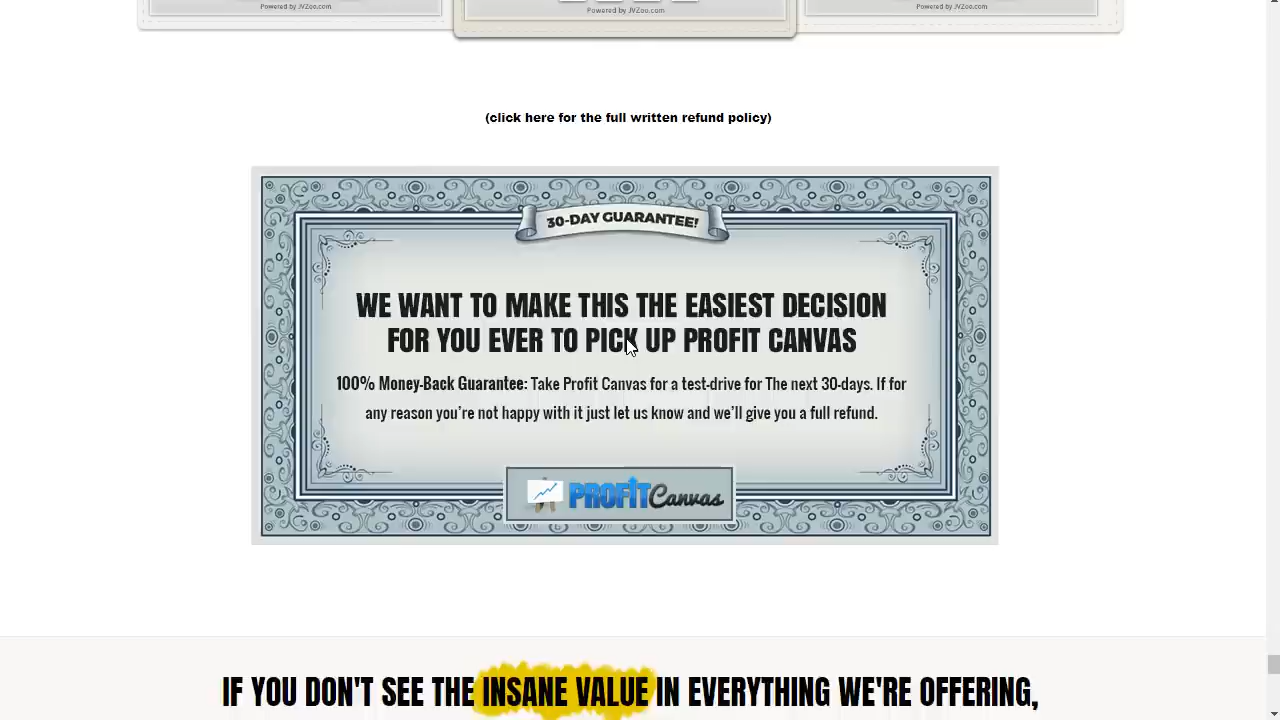 Powered by JVZoo.com
Powered by JVZoo.com
Powered by JVZoo.com
(click here for the full written refund policy)
30-DAY GUARANTEE!
WE WANT TO MAKE THIS THE EASIEST DECISION
FOR YOU EVER TO PICK UP PROFIT CANVAS
100% Money-Back Guarantee: Take Profit Canvas for a test-drive for The next 30-days. If for
any reason you're not happy with it just let us know and we'll give you a full refund.
PROFIT Canvas
IF YOU DON'T SEE THE INSANE VALUE IN EVERYTHING WE'RE OFFERING,